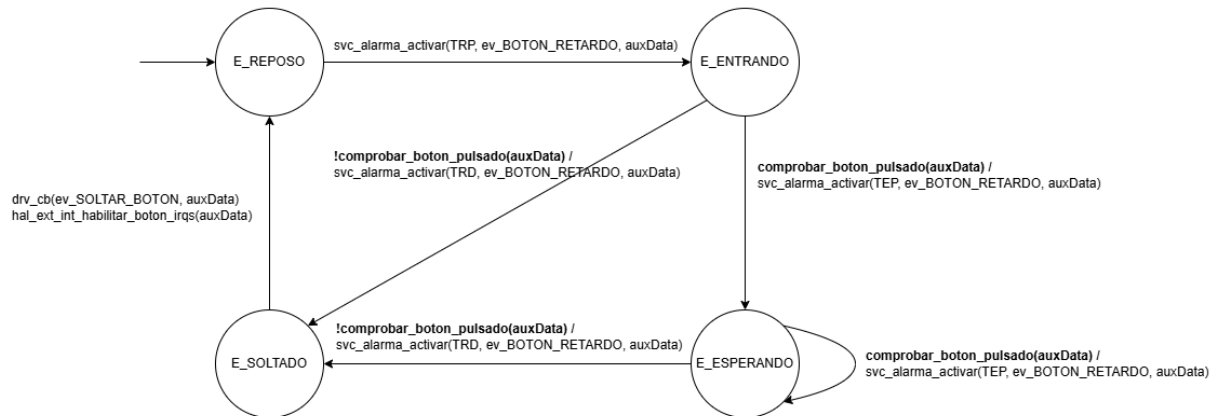 svc_alarma_activar(TRP, ev_BOTON_RETARDO, auxData)
E_REPOSO
E_ENTRANDO
!comprobar_boton_pulsado(auxData) /
svc_alarma_activar(TRD, ev_BOTON_RETARDO, auxData)
comprobar_boton_pulsado(auxData) /
svc_alarma_activar(TEP, ev_BOTON_RETARDO, auxData)
drv_cb(ev_SOLTAR_BOTON, auxData)
hal_ext_int_habilitar_boton_irqs(auxData)
!comprobar_boton_pulsado(auxData) /
svc_alarma_activar(TRD, ev_BOTON_RETARDO, auxData)
E_SOLTADO
E_ESPERANDO
comprobar_boton_pulsado(auxData) /
svc_alarma_activar(TEP, ev_BOTON_RETARDO, auxData)